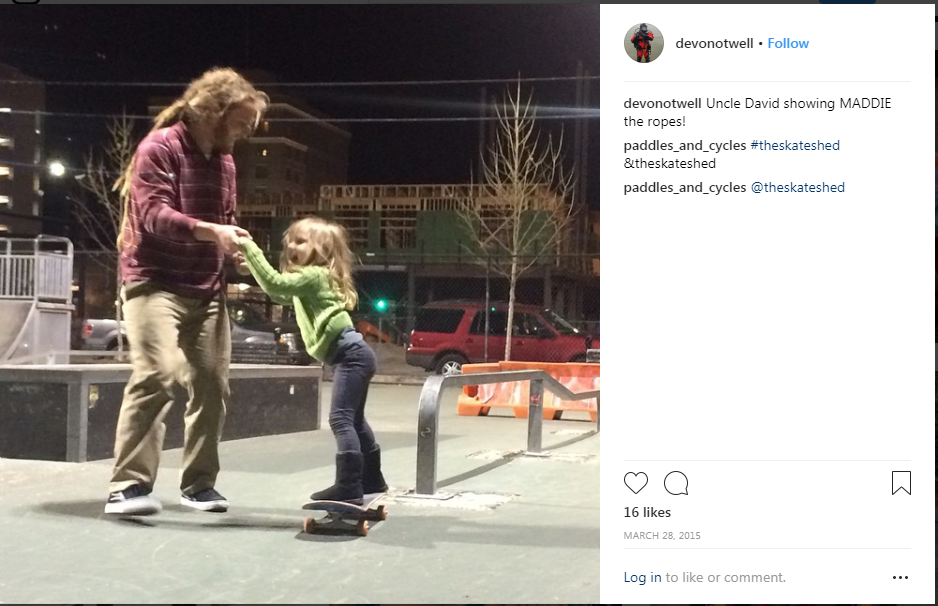 devonotwell • Follow
devonotwell Uncle David showing MADDIE
the ropes!
paddles_and_cycles #theskateshed
&theskateshed
paddles_and_cycles @theskateshed
16 likes
MARCH 28, 2015
Log in to like or comment.